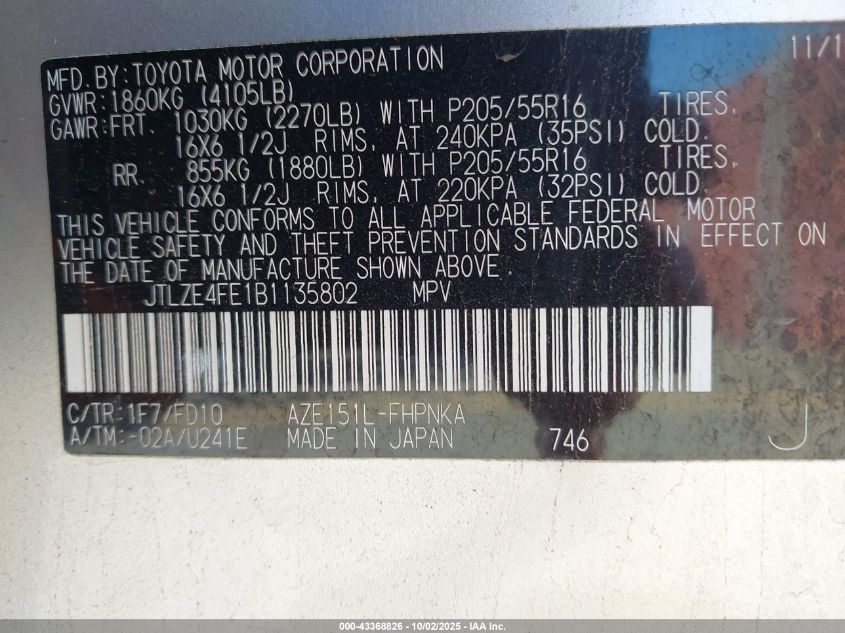 11/1
MFD. BY: TOYOTA MOTOR CORPORATION
GVWR: 1860KG (4105LB)
GAWR: FRT. 1030KG (2270LB) WITH P205/55R16 TIRES,
16X6 1/2J RIMS, AT 240KPA (35PSI) COLD.
RR. 855KG (1880LB) WITH P205/55R16 TIRES,
16X6 1/2J RIMS, AT 220KPA (32PSI) COLD.
THIS VEHICLE CONFORMS TO ALL APPLICABLE FEDERAL MOTOR
VEHICLE SAFETY AND THEFT PREVENTION STANDARDS IN EFFECT ON
THE DATE OF MANUFACTURE SHOWN ABOVE.
JTLZE4FE1B1135802 MPV
C/TR: 1F7/FD10 AZE151L-FHPNKA
A/TM: -02A/U241E MADE IN JAPAN 746 J
000-43368826 - 10/02/2025 - IAA Inc.